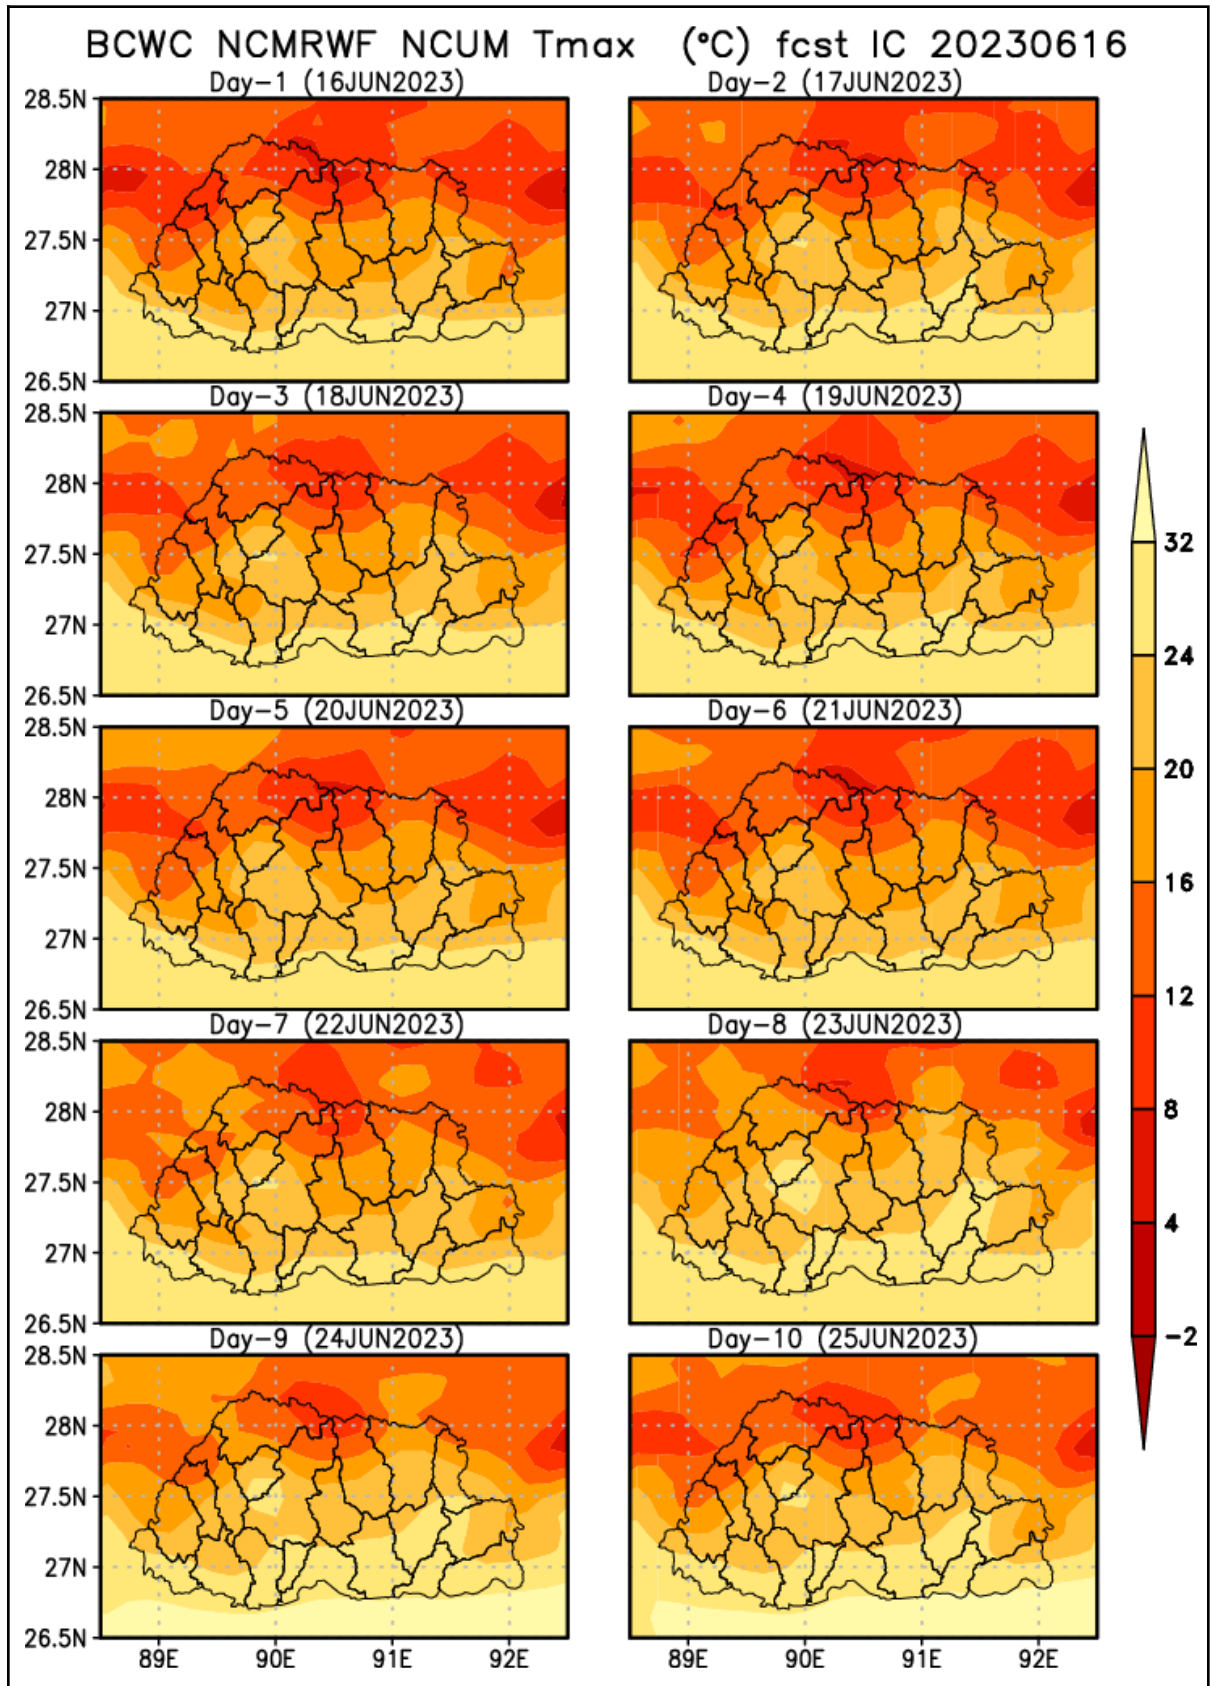 BCWC NCMRWF NCUM Tmax (°C) fcst IC 20230616
Day-1 (16JUN2023) Day-2 (17JUN2023)
28.5N
28N
27.5N
27N
26.5N
Day-3 (18JUN2023) Day-4 (19JUN2023)
28.5N
28N
27.5N
27N
26.5N
Day-5 (20JUN2023) Day-6 (21JUN2023)
28.5N
28N
27.5N
27N
26.5N
Day-7 (22JUN2023) Day-8 (23JUN2023)
28.5N
28N
27.5N
27N
26.5N
Day-9 (24JUN2023) Day-10 (25JUN2023)
28.5N
28N
27.5N
27N
26.5N
89E 90E 91E 92E 89E 90E 91E 92E
32
24
20
16
12
8
4
-2